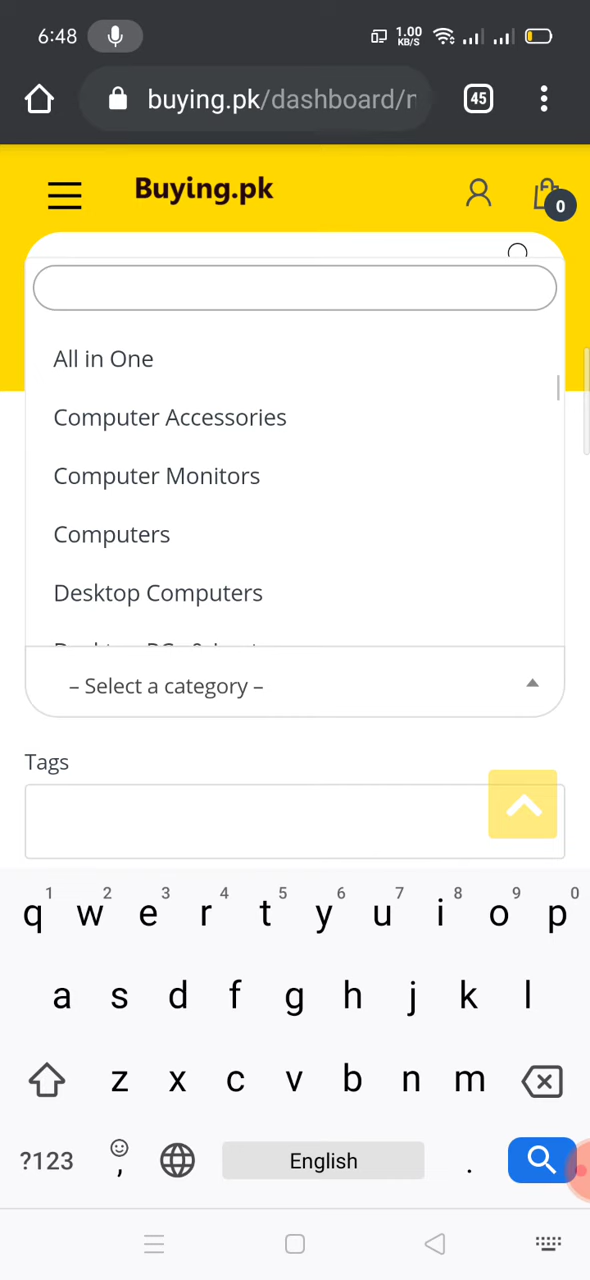 6:48 1.00 KB/S
buying.pk/dashboard/r 45
Buying.pk
0
All in One
Computer Accessories
Computer Monitors
Computers
Desktop Computers
– Select a category –
Tags
1 2 3 4 5 6 7 8 9 0
q w e r t y u i o p
a s d f g h j k l
z x c v b n m
?123 , English .